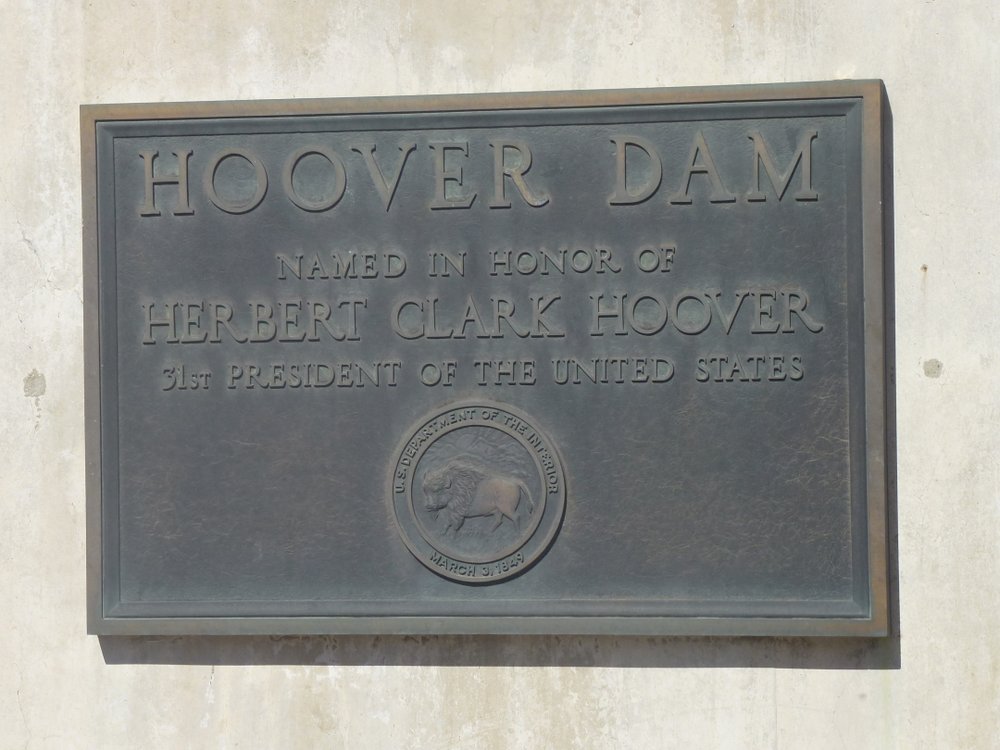 HOOVER DAM
NAMED IN HONOR OF
HERBERT CLARK HOOVER
31ST PRESIDENT OF THE UNITED STATES
U.S. DEPARTMENT OF THE INTERIOR
MARCH 3, 1849